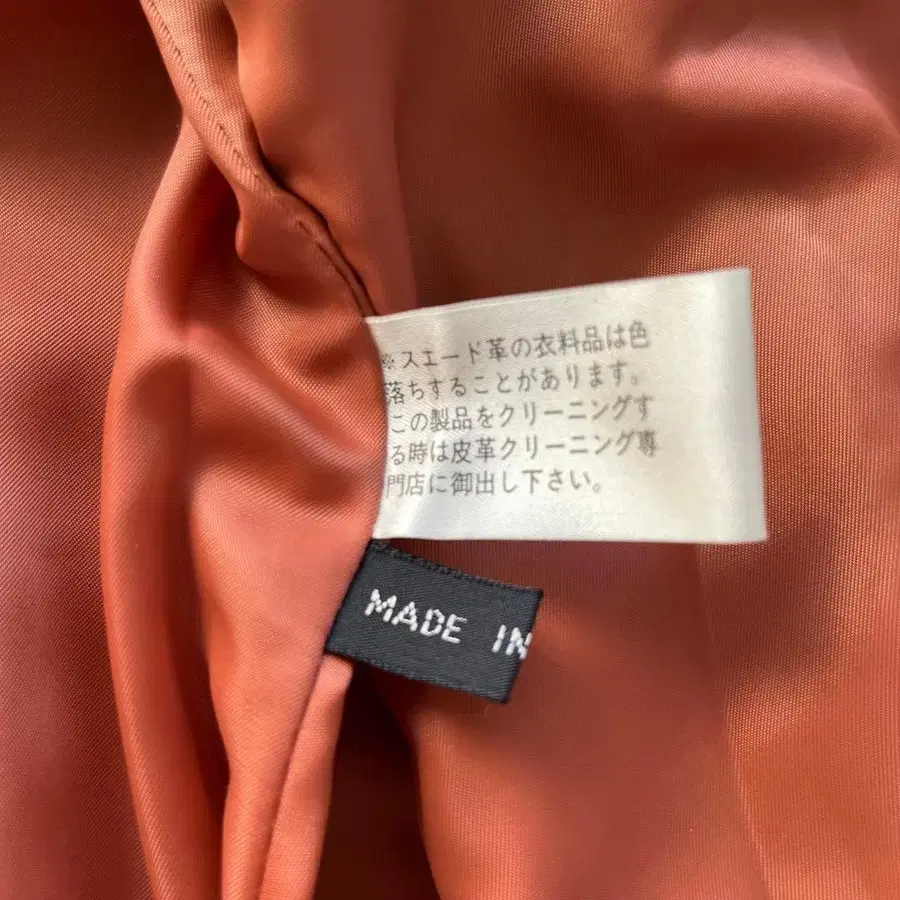 ※スエード革の衣料品は色
落ちすることがあります。
この製品をクリーニングす
る時は皮革クリーニング専
門店に御出し下さい。
MADE IN